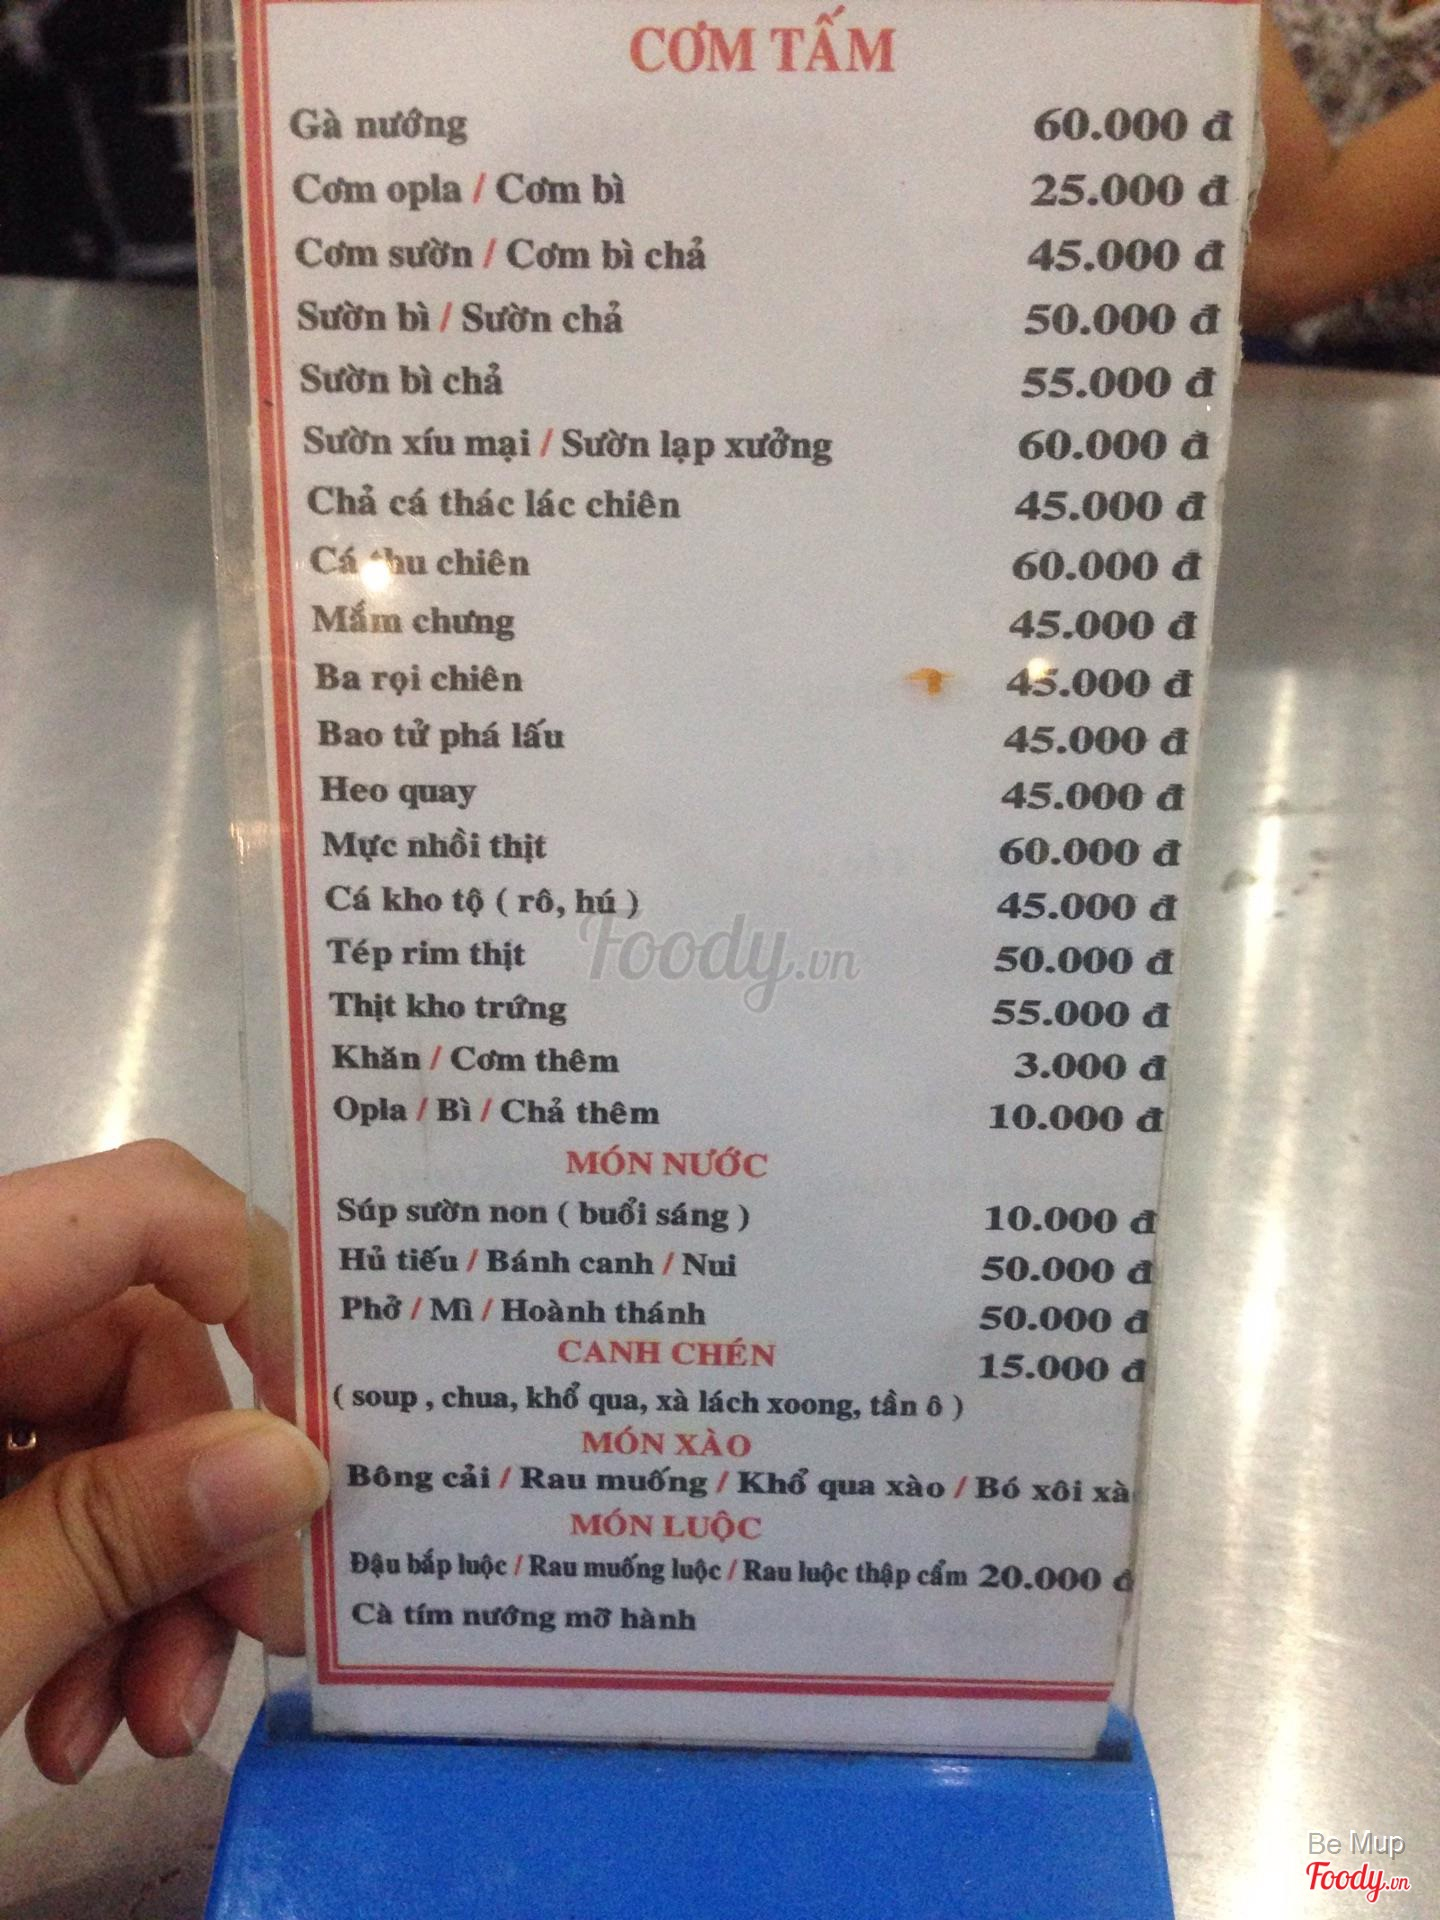 CƠM TẤM
Gà nướng 60.000 đ
Cơm opla / Cơm bì 25.000 đ
Cơm sườn / Cơm bì chả 45.000 đ
Sườn bì / Sườn chả 50.000 đ
Sườn bì chả 55.000 đ
Sườn xíu mại / Sườn lạp xưởng 60.000 đ
Chả cá thác lác chiên 45.000 đ
Cá thu chiên 60.000 đ
Mắm chưng 45.000 đ
Ba rọi chiên 45.000 đ
Bao tử phá lấu 45.000 đ
Heo quay 45.000 đ
Mực nhồi thịt 60.000 đ
Cá kho tộ ( rô, hú ) 45.000 đ
Foody.vn
Tép rim thịt 50.000 đ
Thịt kho trứng 55.000 đ
Khăn / Cơm thêm 3.000 đ
Opla / Bì / Chả thêm 10.000 đ
MÓN NƯỚC
Súp sườn non ( buổi sáng ) 10.000 đ
Hủ tiếu / Bánh canh / Nui 50.000 đ
Phở / Mì / Hoành thánh 50.000 đ
CANH CHÉN 15.000 đ
( soup , chua, khổ qua, xà lách xoong, tần ô )
MÓN XÀO
Bông cải / Rau muống / Khổ qua xào / Bó xôi xà
MÓN LUỘC
Đậu bắp luộc / Rau muống luộc / Rau luộc thập cẩm 20.000 đ
Cà tím nướng mỡ hành
Be Mup
Foody.vn